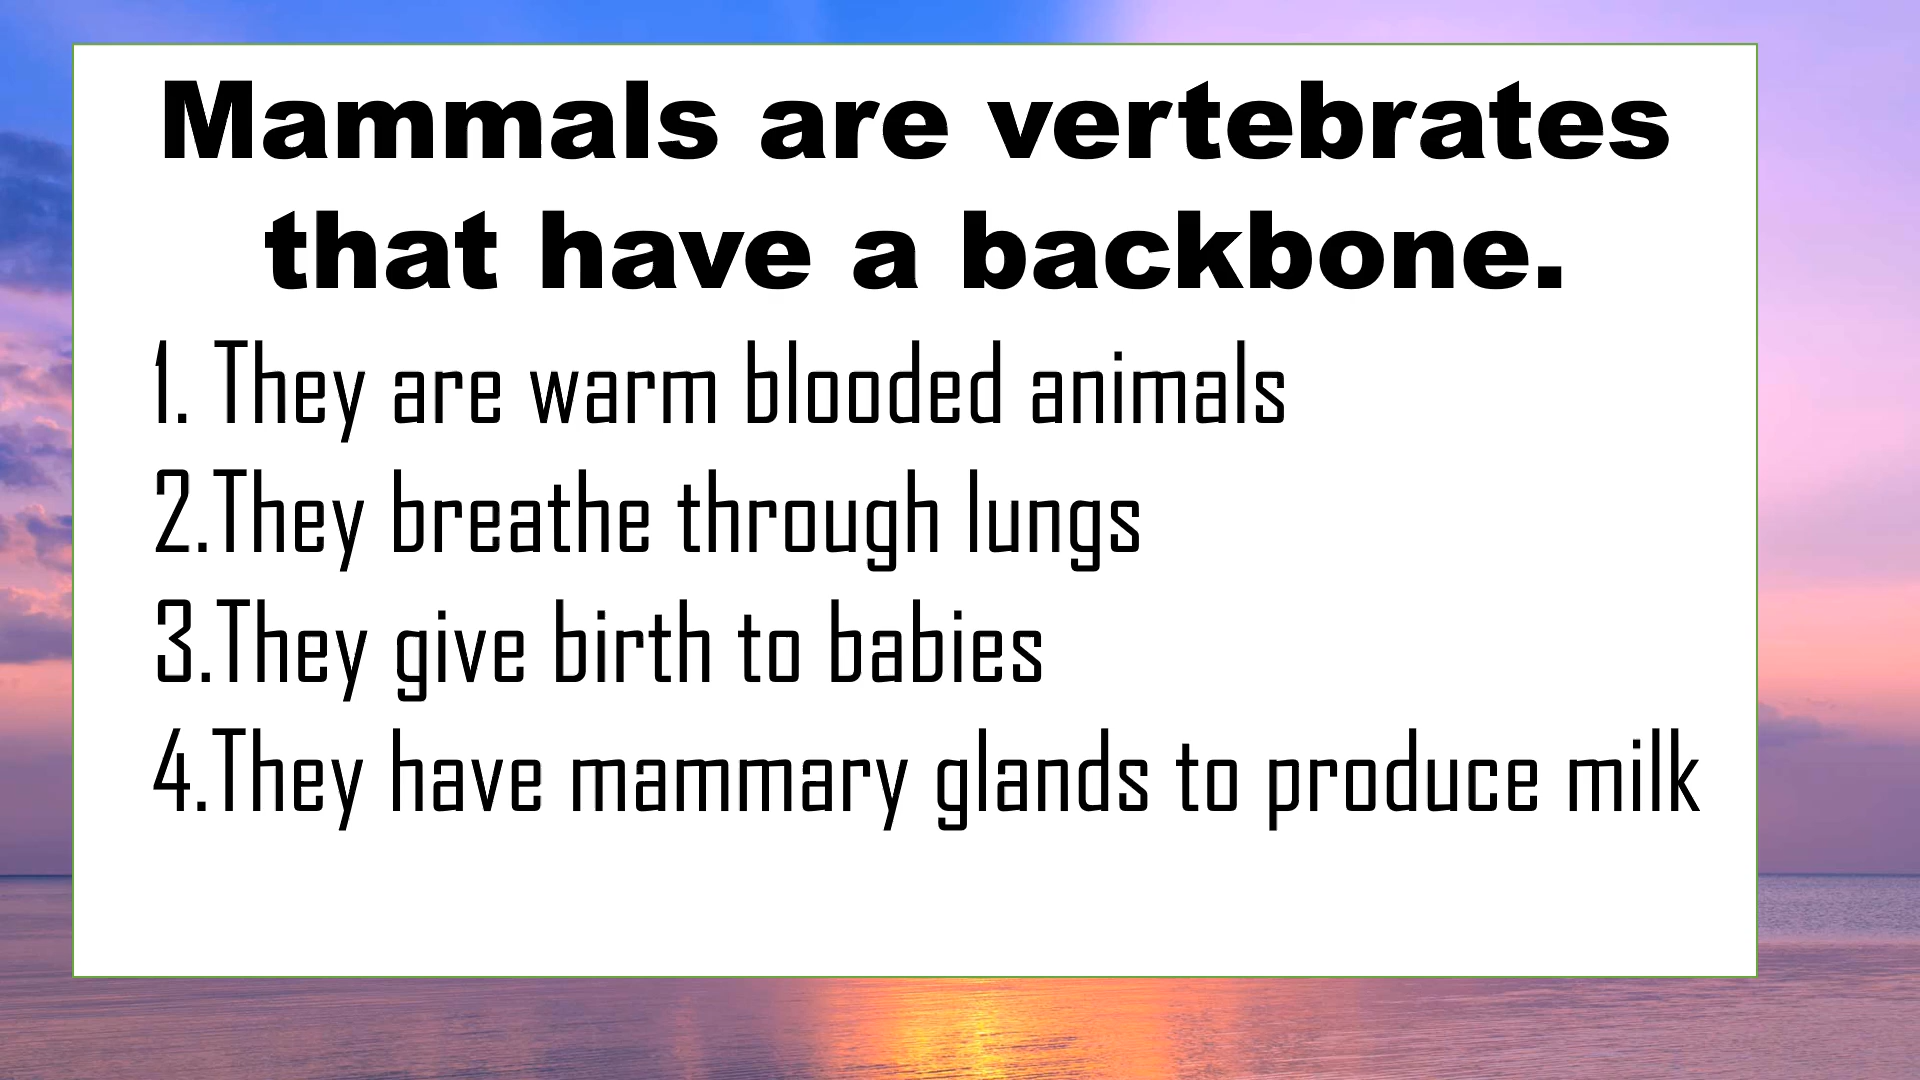 Mammals are vertebrates
that have a backbone.
1. They are warm blooded animals
2.They breathe through lungs
3.They give birth to babies
4.They have mammary glands to produce milk